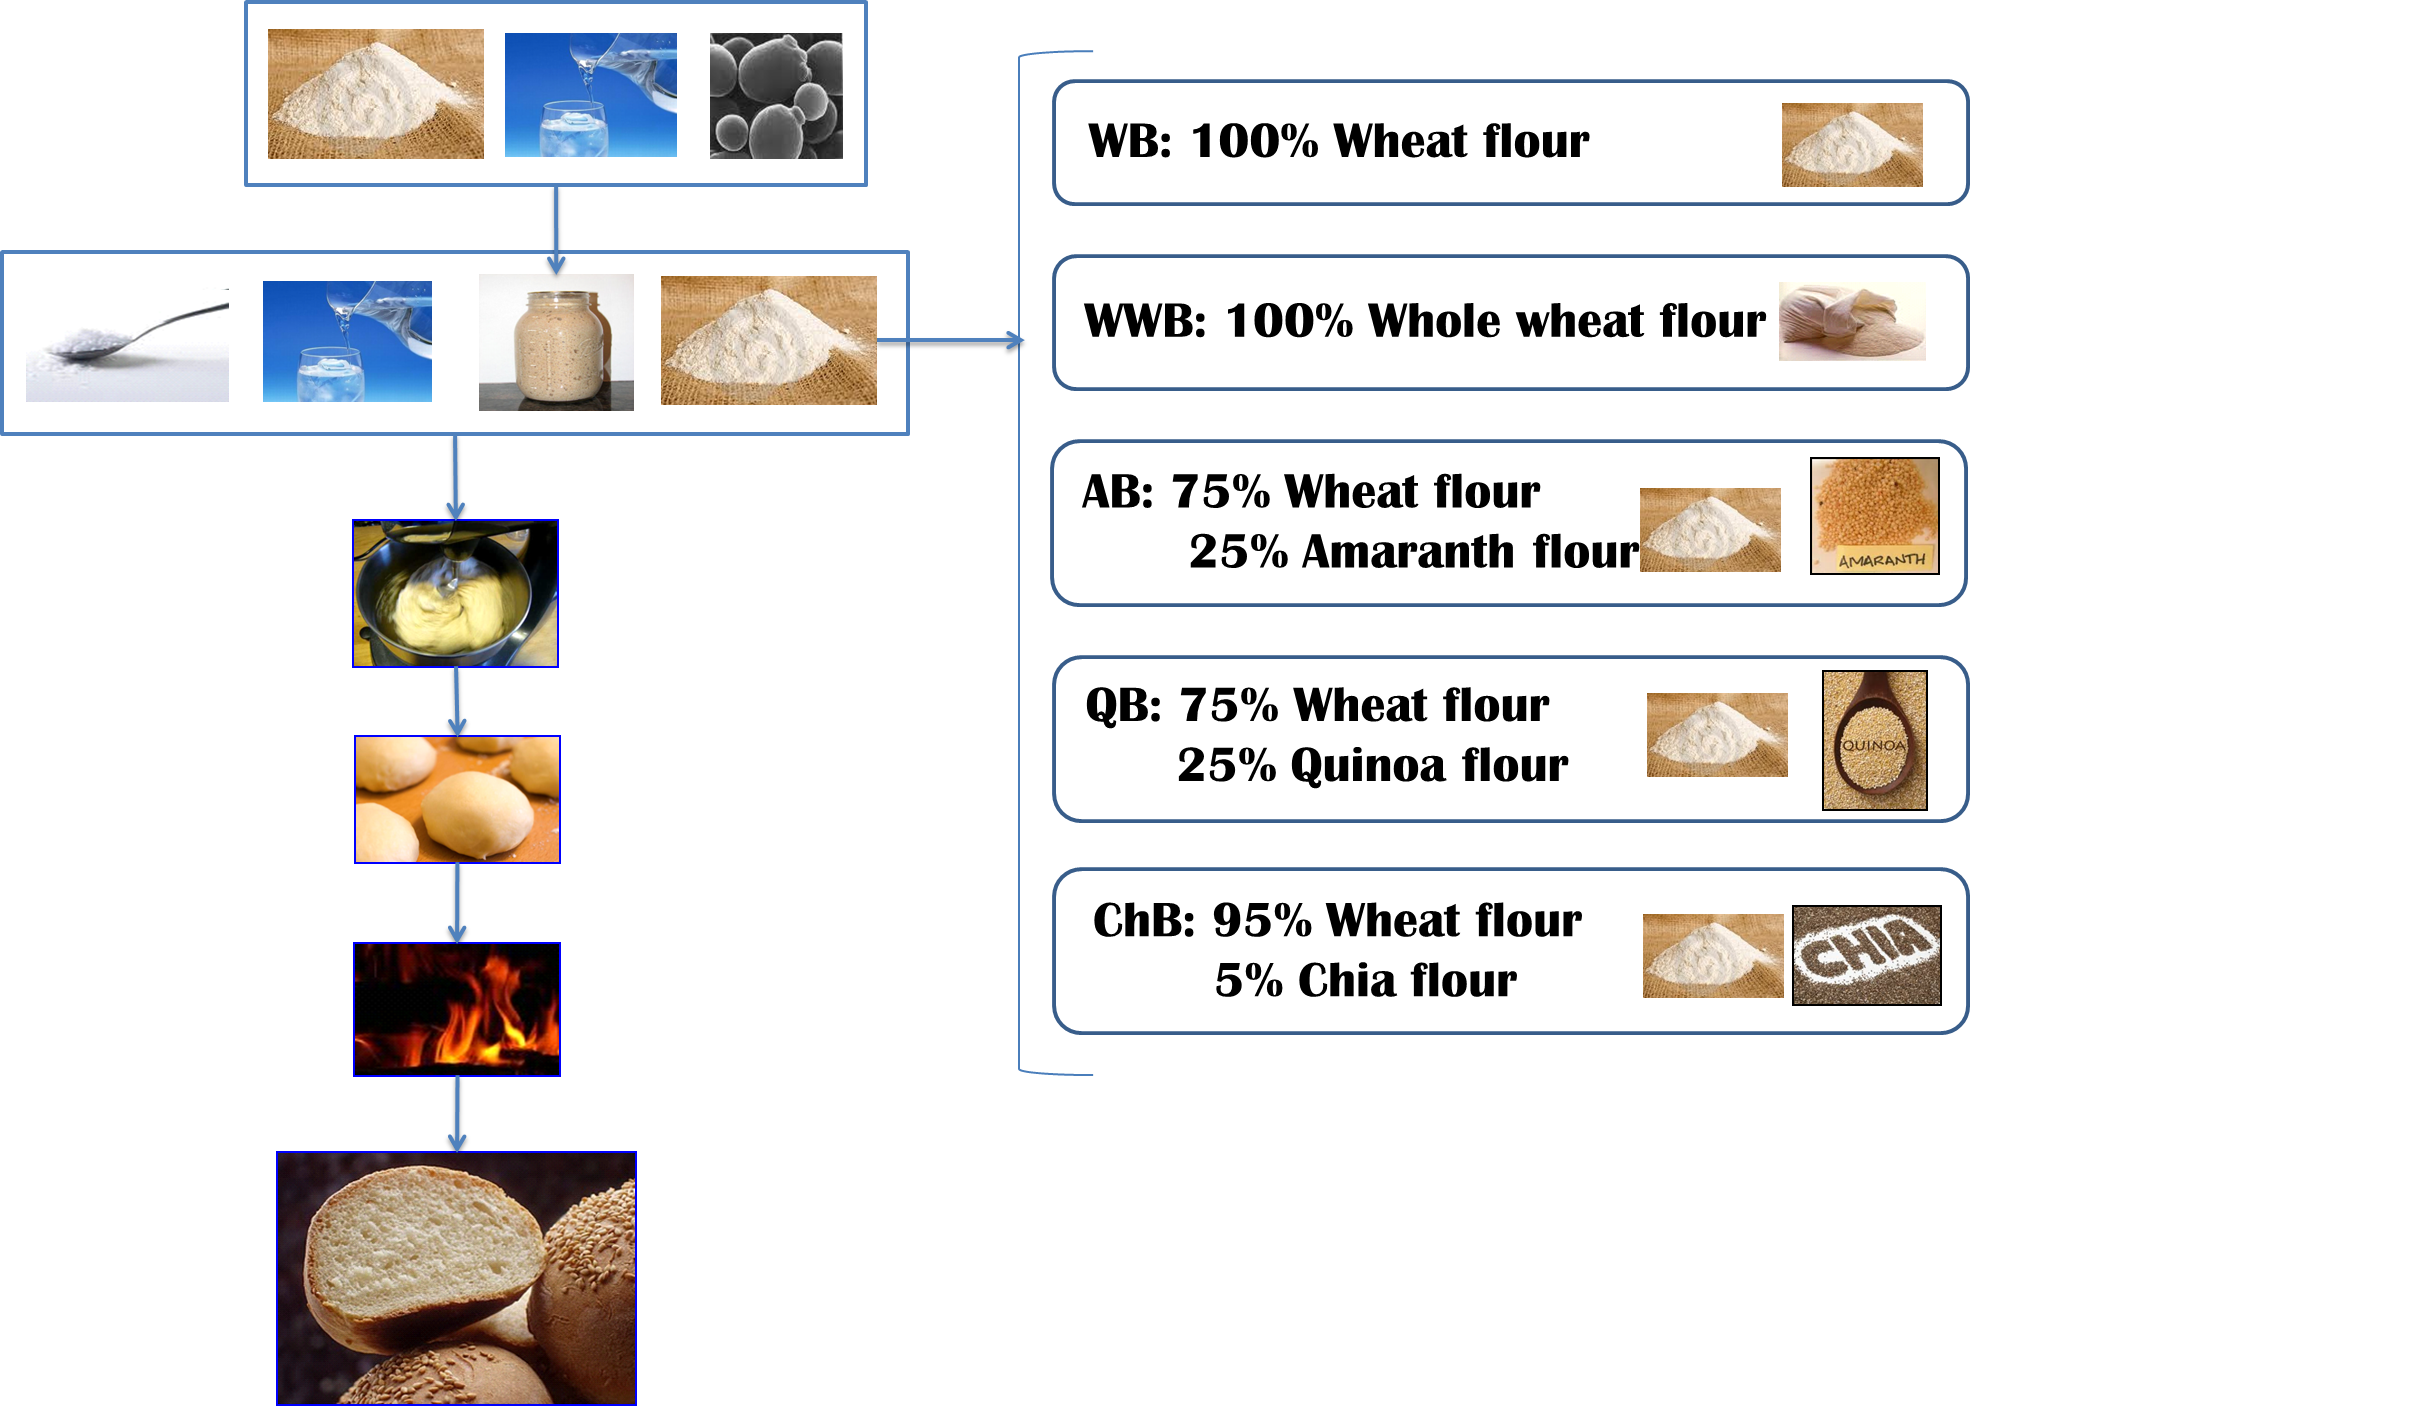 WB: 100% Wheat flour
WWB: 100% Whole wheat flour
AB: 75% Wheat flour
25% Amaranth flour
AMARANTH
QB: 75% Wheat flour
25% Quinoa flour
QUINOA
ChB: 95% Wheat flour
5% Chia flour
CHIA